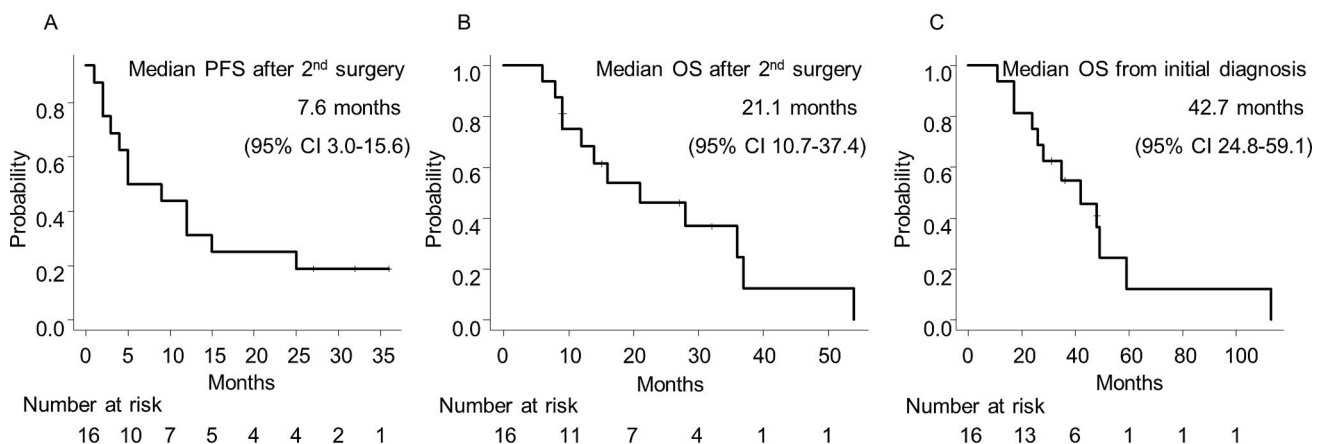 A
Median PFS after 2nd surgery
7.6 months
(95% CI 3.0-15.6)
Probability
0.8
0.6
0.4
0.2
0.0
0 5 10 15 20 25 30 35
Months
Number at risk
16 10 7 5 4 4 2 1
B
Median OS after 2nd surgery
21.1 months
(95% CI 10.7-37.4)
Probability
1.0
0.8
0.6
0.4
0.2
0.0
0 10 20 30 40 50
Months
Number at risk
16 11 7 4 1 1
C
Median OS from initial diagnosis
42.7 months
(95% CI 24.8-59.1)
Probability
1.0
0.8
0.6
0.4
0.2
0.0
0 20 40 60 80 100
Months
Number at risk
16 13 6 1 1 1